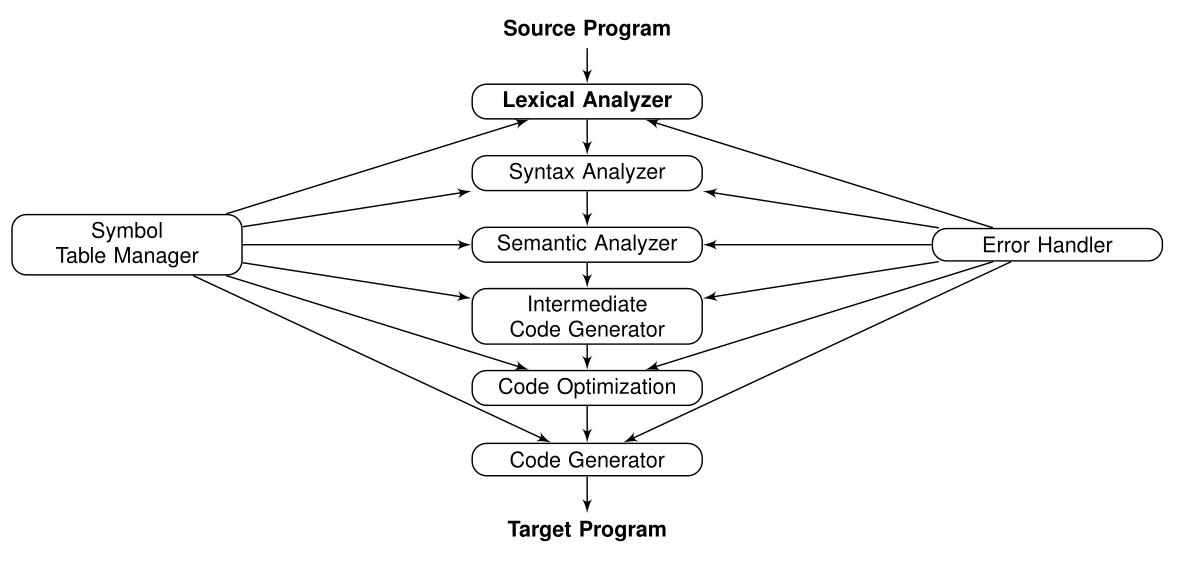 Source Program
Lexical Analyzer
Syntax Analyzer
Symbol
Table Manager
Semantic Analyzer
Error Handler
Intermediate
Code Generator
Code Optimization
Code Generator
Target Program